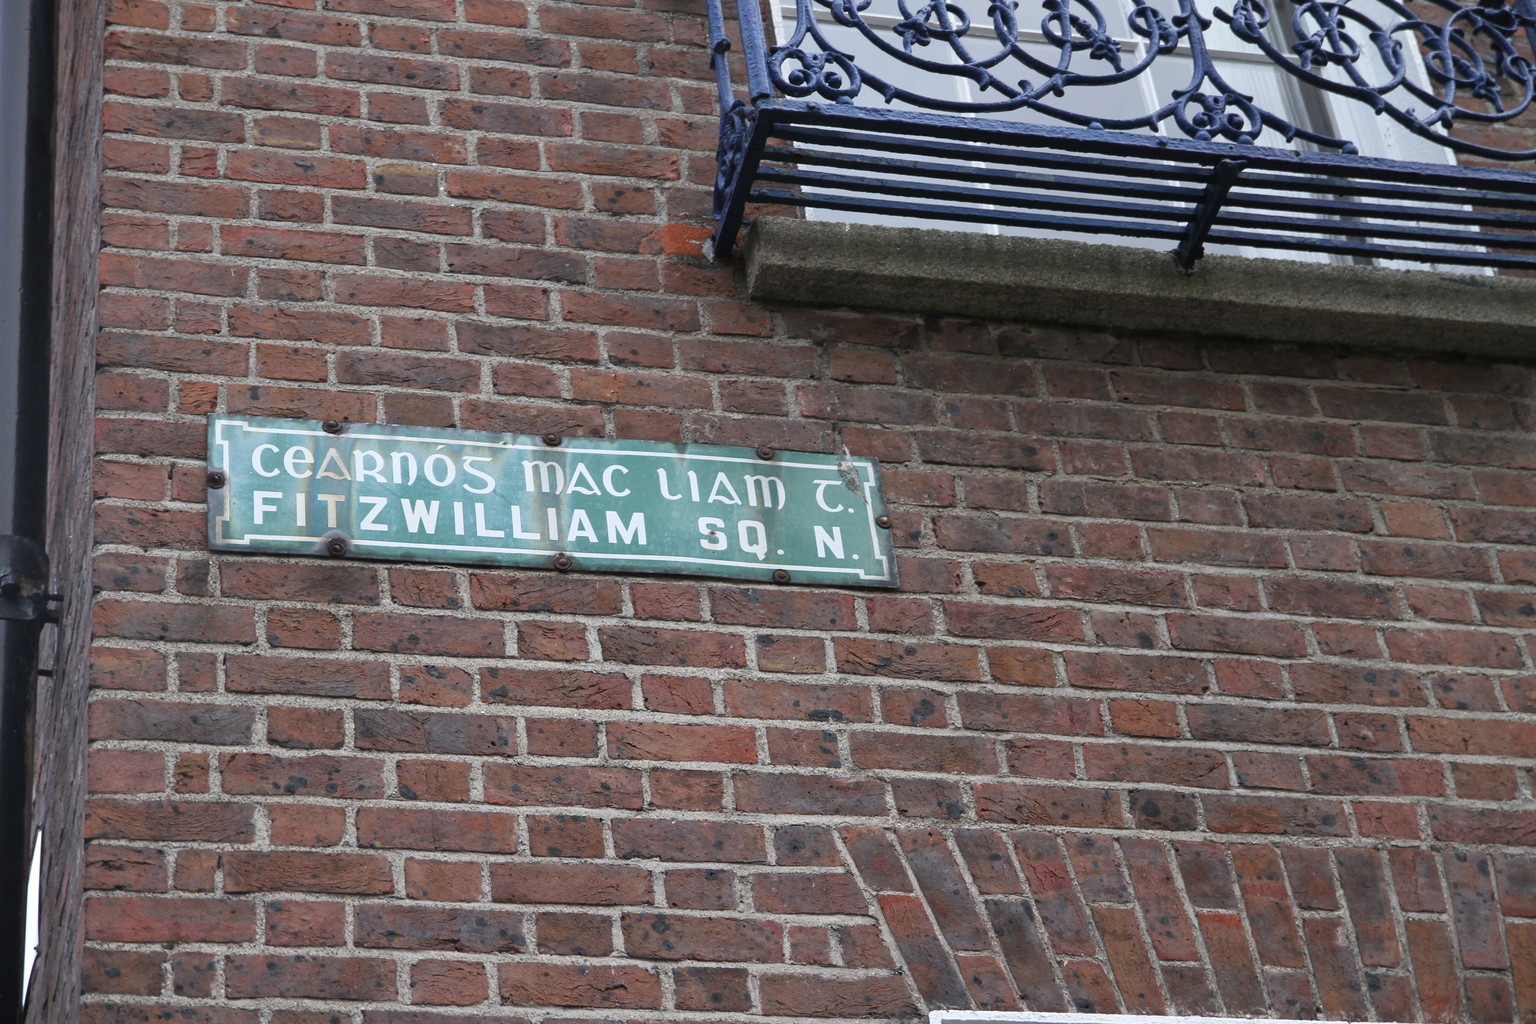 Cearnóg mac liam T.
FITZWILLIAM SQ. N.